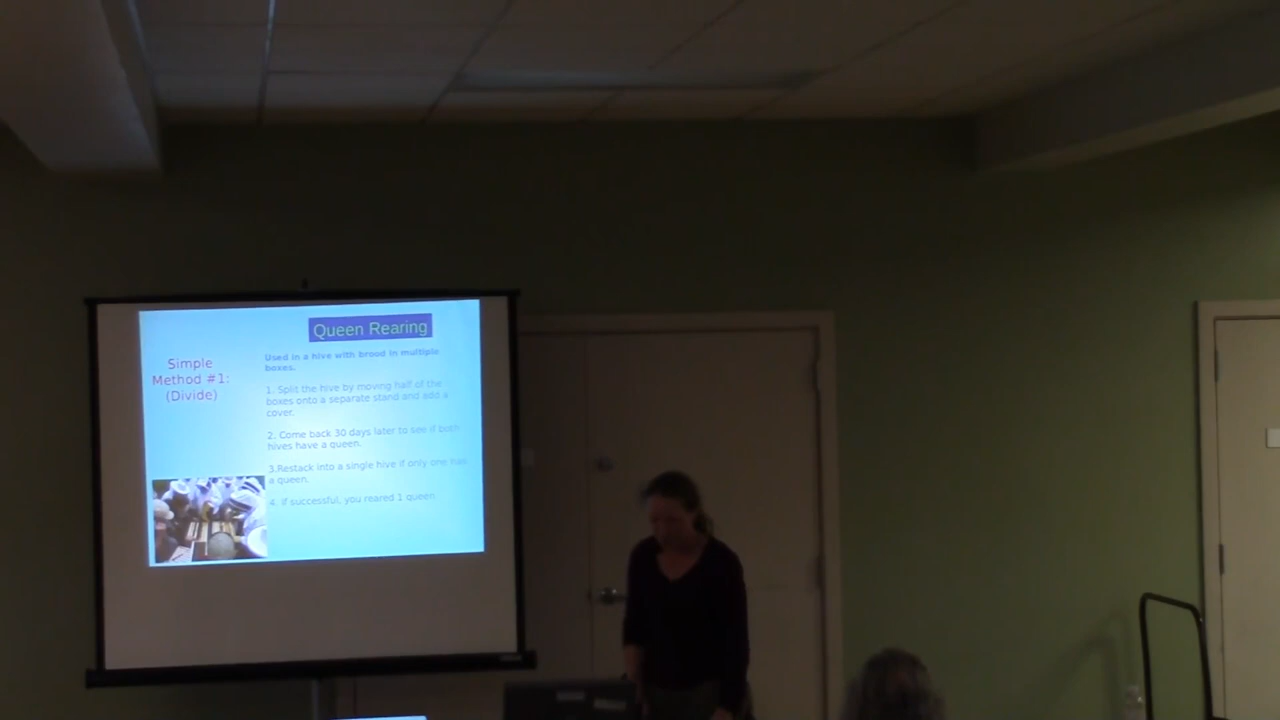 Queen Rearing
Simple
Method #1:
(Divide)
Used in a hive with brood in multiple
boxes.
1. Split the hive by moving half of the
boxes onto a separate stand and add a
cover.
2. Come back 30 days later to see if both
hives have a queen.
3.Restack into a single hive if only one has
a queen.
4. If successful, you reared 1 queen